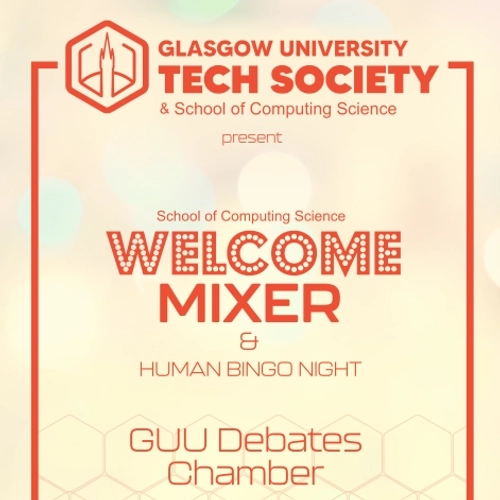 GLASGOW UNIVERSITY
TECH SOCIETY
& School of Computing Science
present
School of Computing Science
WELCOME
MIXER
&
HUMAN BINGO NIGHT
GUU Debates
Chamber